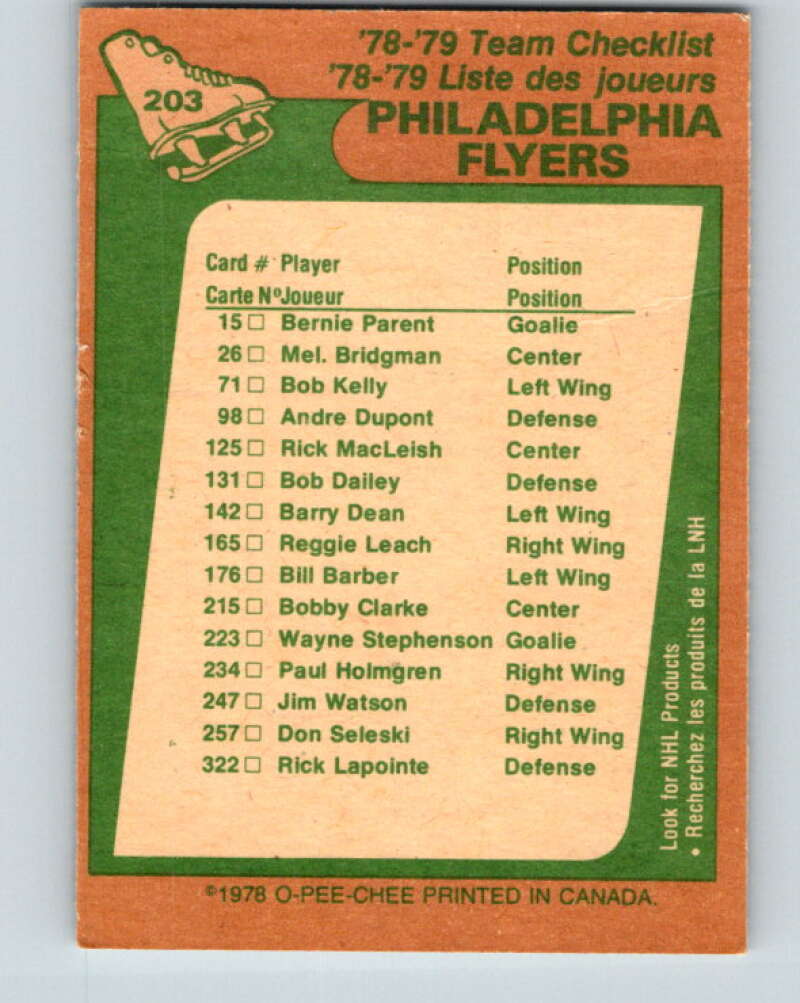 203
'78-'79 Team Checklist
'78-'79 Liste des joueurs
PHILADELPHIA
FLYERS
Card # Player Position
Carte Nº Joueur Position
15 □ Bernie Parent Goalie
26 □ Mel. Bridgman Center
71 □ Bob Kelly Left Wing
98 □ Andre Dupont Defense
125 □ Rick MacLeish Center
131 □ Bob Dailey Defense
142 □ Barry Dean Left Wing
165 □ Reggie Leach Right Wing
176 □ Bill Barber Left Wing
215 □ Bobby Clarke Center
223 □ Wayne Stephenson Goalie
234 □ Paul Holmgren Right Wing
247 □ Jim Watson Defense
257 □ Don Seleski Right Wing
322 □ Rick Lapointe Defense
Look for NHL Products
• Recherchez les produits de la LNH
©1978 O-PEE-CHEE PRINTED IN CANADA.